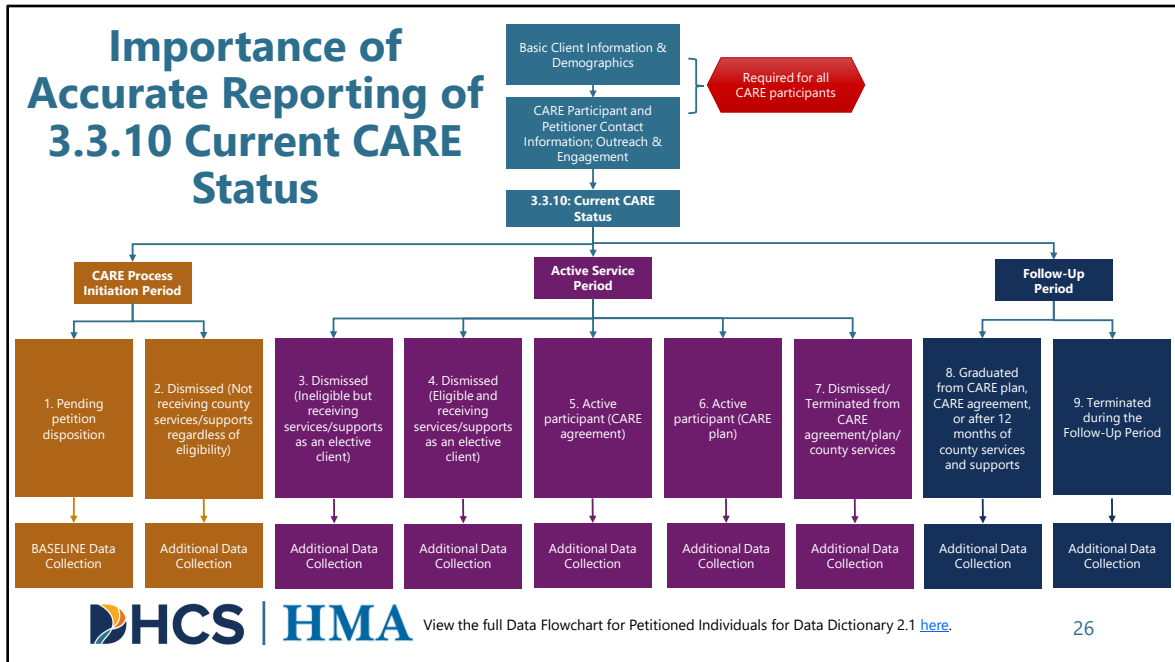 Importance of
Accurate Reporting of
3.3.10 Current CARE
Status
Basic Client Information &
Demographics
Required for all
CARE participants
CARE Participant and
Petitioner Contact
Information; Outreach &
Engagement
3.3.10: Current CARE
Status
CARE Process
Initiation Period
Active Service
Period
Follow-Up
Period
1. Pending
petition
disposition
2. Dismissed (Not
receiving county
services/supports
regardless of
eligibility)
3. Dismissed
(Ineligible but
receiving
services/supports
as an elective
client)
4. Dismissed
(Eligible and
receiving
services/supports
as an elective
client)
5. Active
participant (CARE
agreement)
6. Active
participant (CARE
plan)
7. Dismissed/
Terminated from
CARE
agreement/plan/
county services
8. Graduated
from CARE plan,
CARE agreement,
or after 12
months of
county services
and supports
9. Terminated
during the
Follow-Up Period
BASELINE Data
Collection
Additional Data
Collection
Additional Data
Collection
Additional Data
Collection
Additional Data
Collection
Additional Data
Collection
Additional Data
Collection
Additional Data
Collection
Additional Data
Collection
DHCS
HMA
View the full Data Flowchart for Petitioned Individuals for Data Dictionary 2.1 here.
26